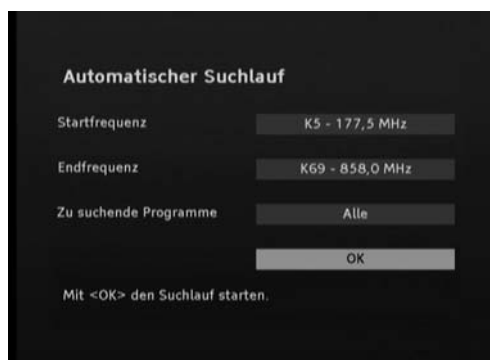 Automatischer Suchlauf
Startfrequenz K5 - 177,5 MHz
Endfrequenz K69 - 858,0 MHz
Zu suchende Programme Alle
OK
Mit <OK> den Suchlauf starten.